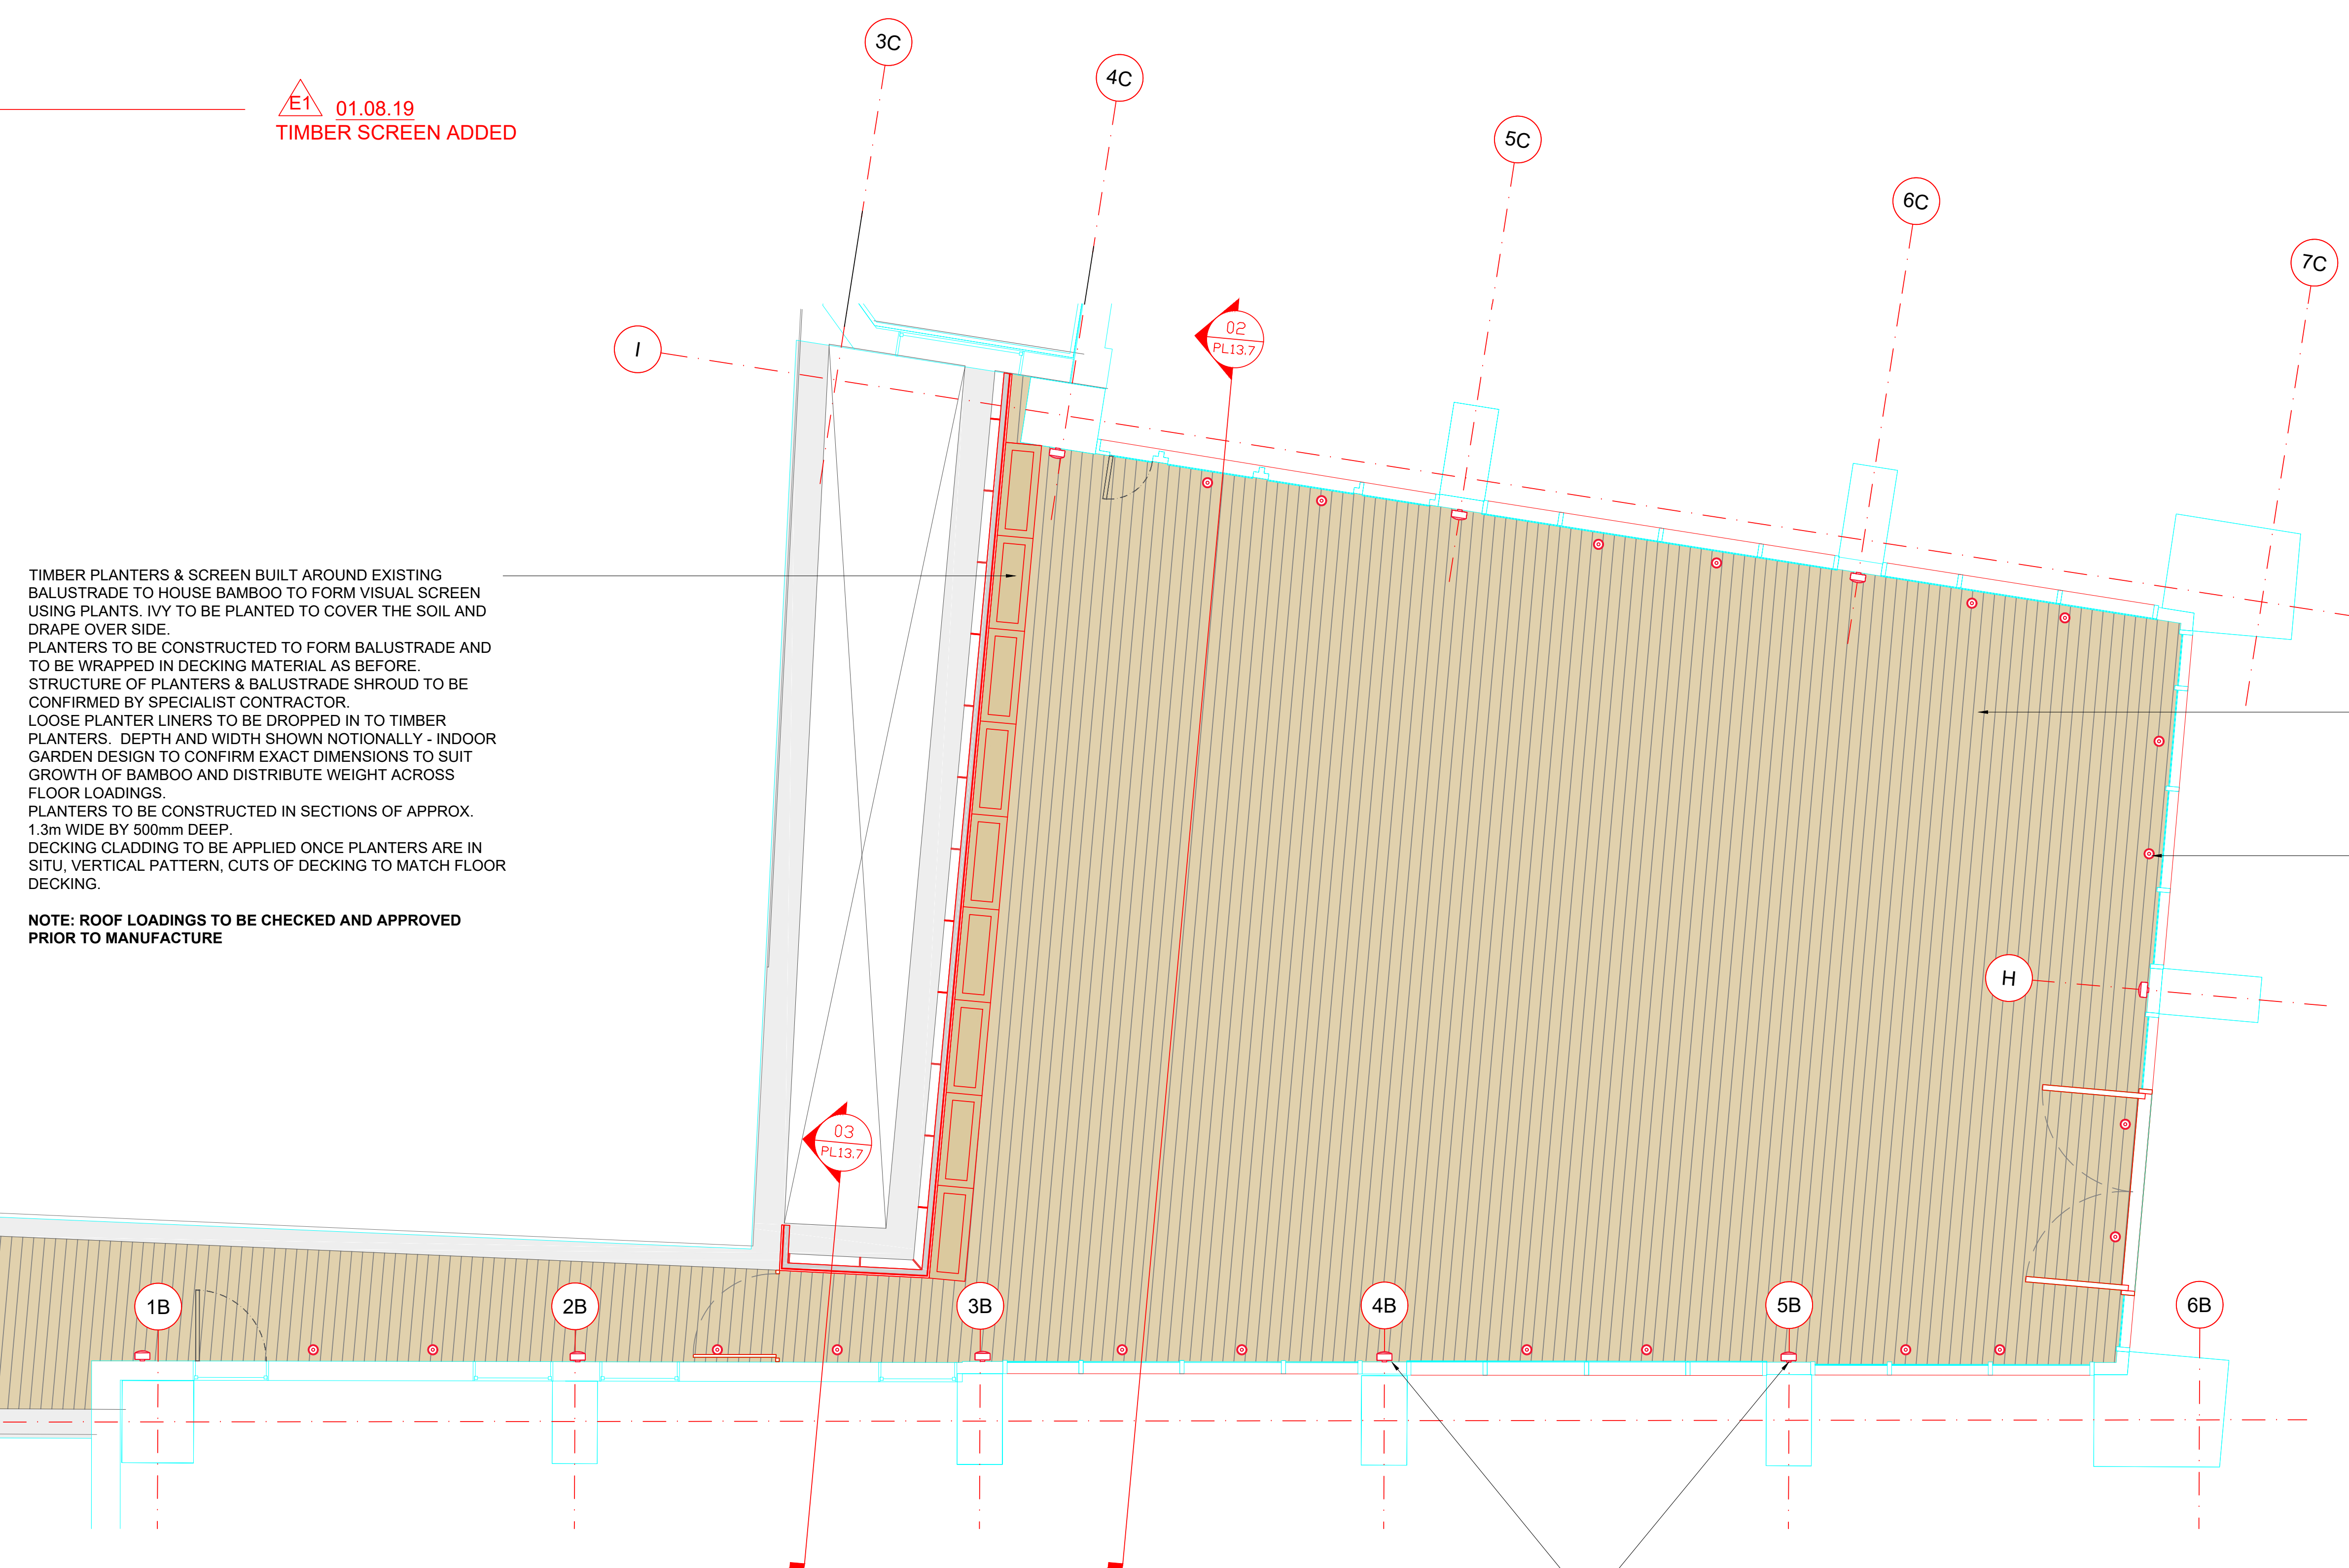 3C
4C
5C
6C
7C
E1
01.08.19
TIMBER SCREEN ADDED
02
PL13.7
I
TIMBER PLANTERS & SCREEN BUILT AROUND EXISTING
BALUSTRADE TO HOUSE BAMBOO TO FORM VISUAL SCREEN
USING PLANTS. IVY TO BE PLANTED TO COVER THE SOIL AND
DRAPE OVER SIDE.
PLANTERS TO BE CONSTRUCTED TO FORM BALUSTRADE AND
TO BE WRAPPED IN DECKING MATERIAL AS BEFORE.
STRUCTURE OF PLANTERS & BALUSTRADE SHROUD TO BE
CONFIRMED BY SPECIALIST CONTRACTOR.
LOOSE PLANTER LINERS TO BE DROPPED IN TO TIMBER
PLANTERS. DEPTH AND WIDTH SHOWN NOTIONALLY - INDOOR
GARDEN DESIGN TO CONFIRM EXACT DIMENSIONS TO SUIT
GROWTH OF BAMBOO AND DISTRIBUTE WEIGHT ACROSS
FLOOR LOADINGS.
PLANTERS TO BE CONSTRUCTED IN SECTIONS OF APPROX.
1.3m WIDE BY 500mm DEEP.
DECKING CLADDING TO BE APPLIED ONCE PLANTERS ARE IN
SITU, VERTICAL PATTERN, CUTS OF DECKING TO MATCH FLOOR
DECKING.
NOTE: ROOF LOADINGS TO BE CHECKED AND APPROVED
PRIOR TO MANUFACTURE
H
03
PL13.7
1B
2B
3B
4B
5B
6B